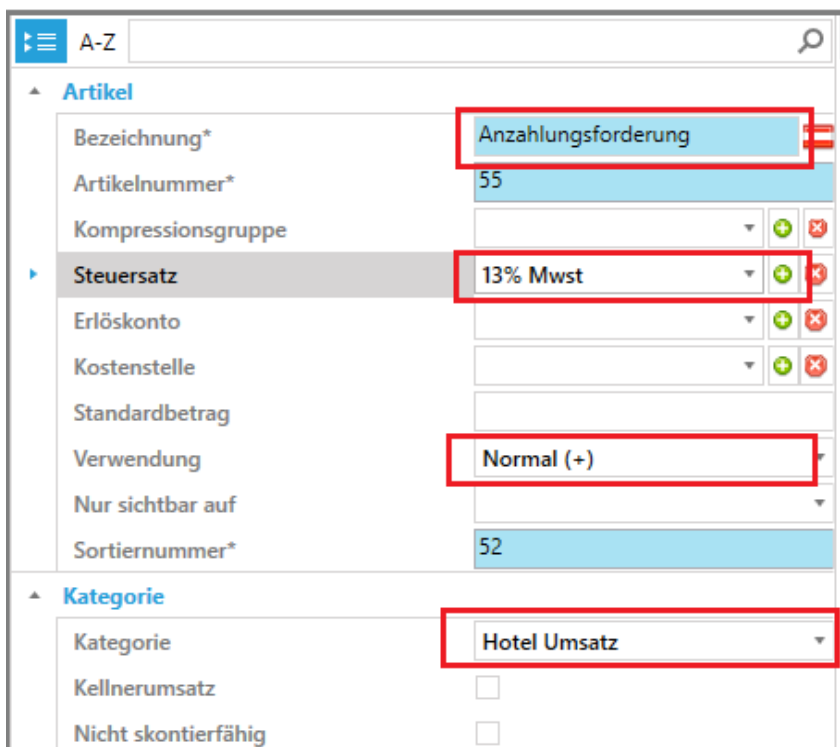 A-Z
Artikel
Bezeichnung* Anzahlungsforderung
Artikelnummer* 55
Kompressionsgruppe
Steuersatz 13% Mwst
Erlöskonto
Kostenstelle
Standardbetrag
Verwendung Normal (+)
Nur sichtbar auf
Sortiernummer* 52
Kategorie
Kategorie Hotel Umsatz
Kellnerumsatz
Nicht skontierfähig